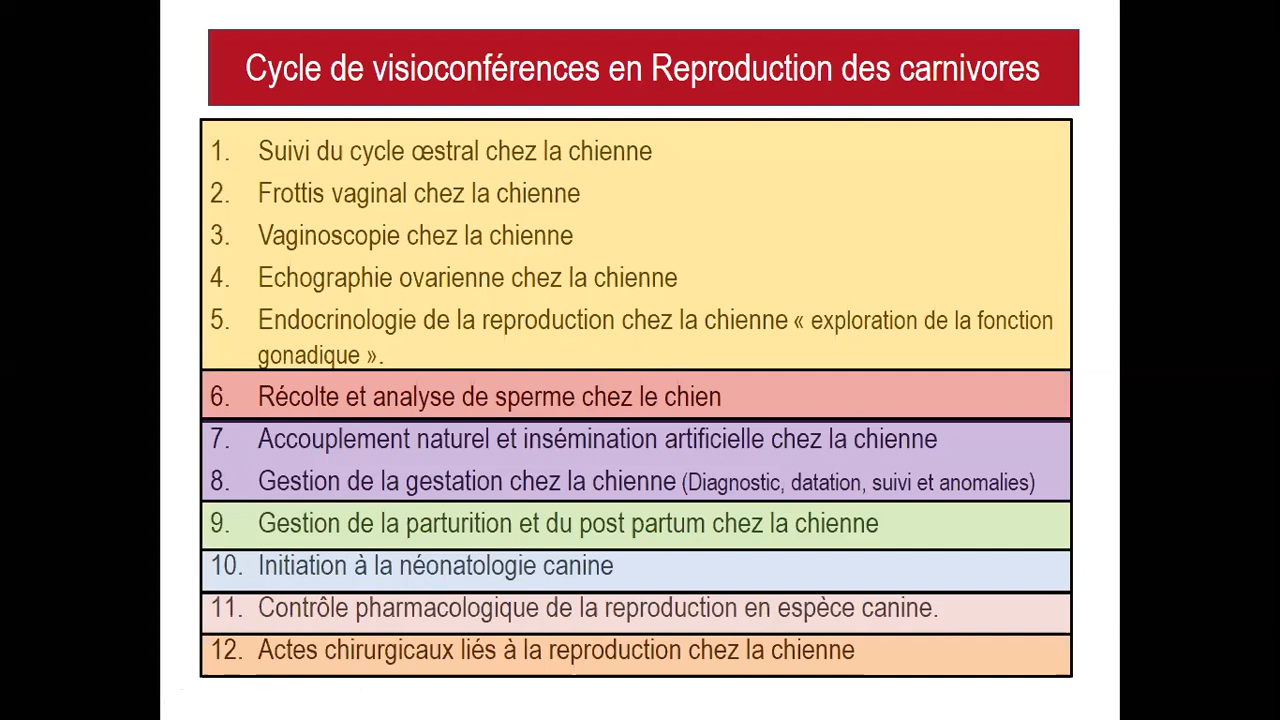 Cycle de visioconférences en Reproduction des carnivores
1. Suivi du cycle œstral chez la chienne
2. Frottis vaginal chez la chienne
3. Vaginoscopie chez la chienne
4. Echographie ovarienne chez la chienne
5. Endocrinologie de la reproduction chez la chienne « exploration de la fonction
gonadique ».
6. Récolte et analyse de sperme chez le chien
7. Accouplement naturel et insémination artificielle chez la chienne
8. Gestion de la gestation chez la chienne (Diagnostic, datation, suivi et anomalies)
9. Gestion de la parturition et du post partum chez la chienne
10. Initiation à la néonatologie canine
11. Contrôle pharmacologique de la reproduction en espèce canine.
12. Actes chirurgicaux liés à la reproduction chez la chienne